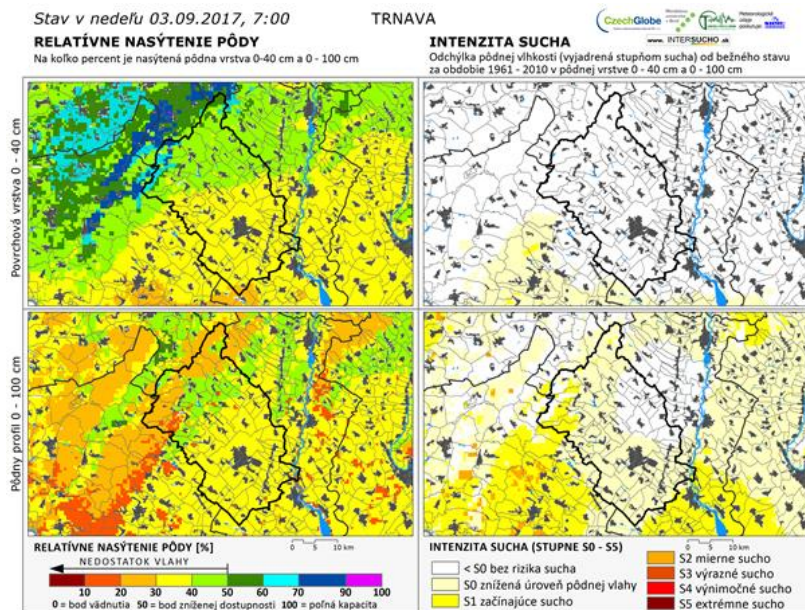 Stav v nedeľu 03.09.2017, 7:00
TRNAVA
CzechGlobe
www. INTERSUCHO.sk
RELATÍVNE NASÝTENIE PÔDY
Na koľko percent je nasýtená pôdna vrstva 0-40 cm a 0 - 100 cm
INTENZITA SUCHA
Odchýlka pôdnej vlhkosti (vyjadrená stupňom sucha) od bežného stavu
za obdobie 1961 - 2010 v pôdnej vrstve 0 - 40 cm a 0 - 100 cm
Povrchová vrstva 0 - 40 cm
Pôdny profil 0 - 100 cm
RELATÍVNE NASÝTENIE PÔDY [%]
0 5 10 km
NEDOSTATOK VLAHY
10 20 30 40 50 60 70 80 90 100
0 = bod vädnutia 50 = bod zníženej dostupnosti 100 = poľná kapacita
INTENZITA SUCHA (STUPNE S0 - S5)
0 5 10 km
< S0 bez rizika sucha
S0 znížená úroveň pôdnej vlahy
S1 začínajúce sucho
S2 mierne sucho
S3 výrazné sucho
S4 výnimočné sucho
S5 extrémne sucho